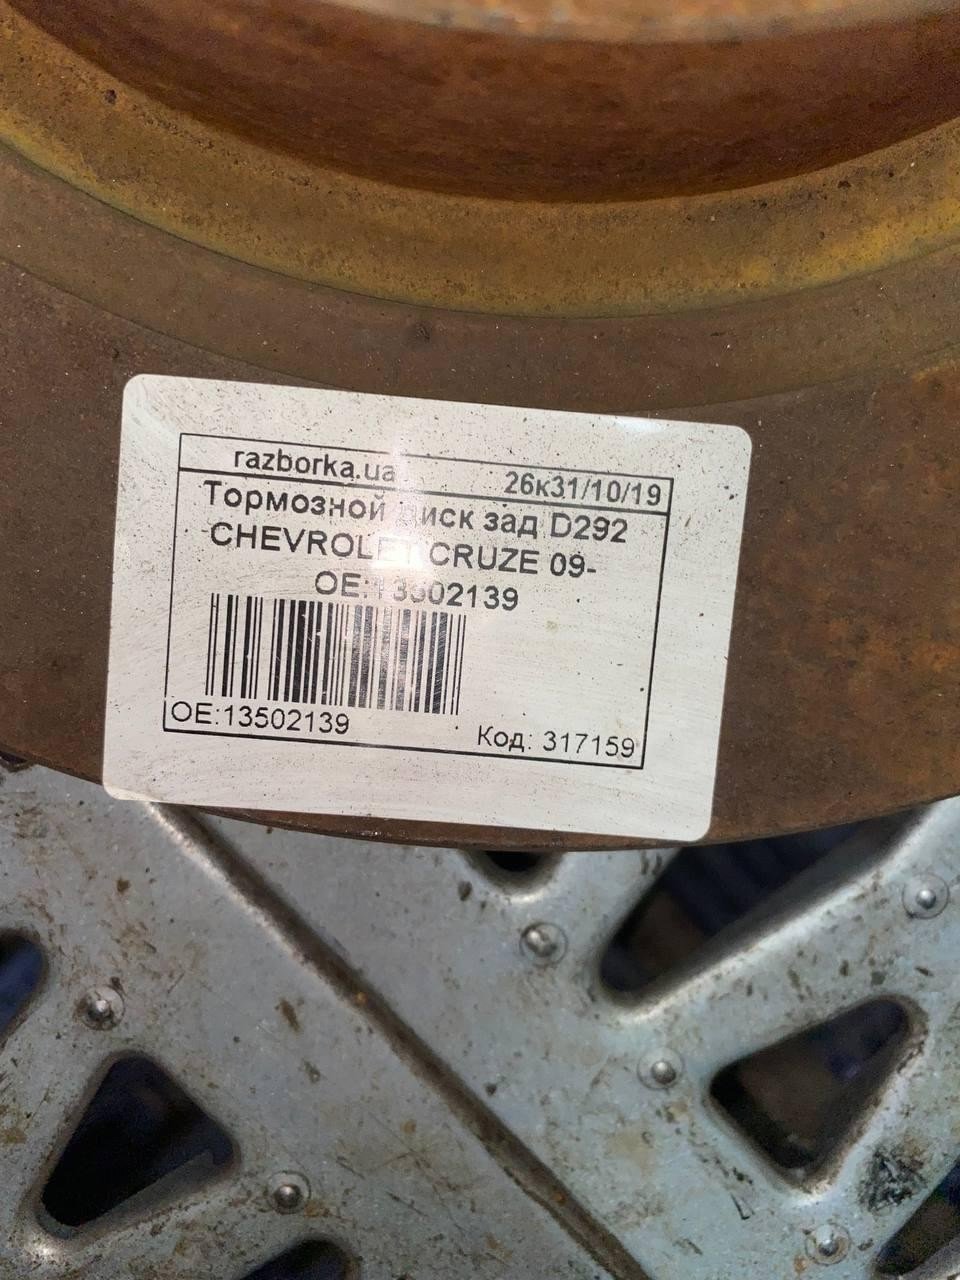 razborka.ua 26к31/10/19
Тормозной диск зад D292
CHEVROLET CRUZE 09-
OE:13502139
OE:13502139
Код: 317159